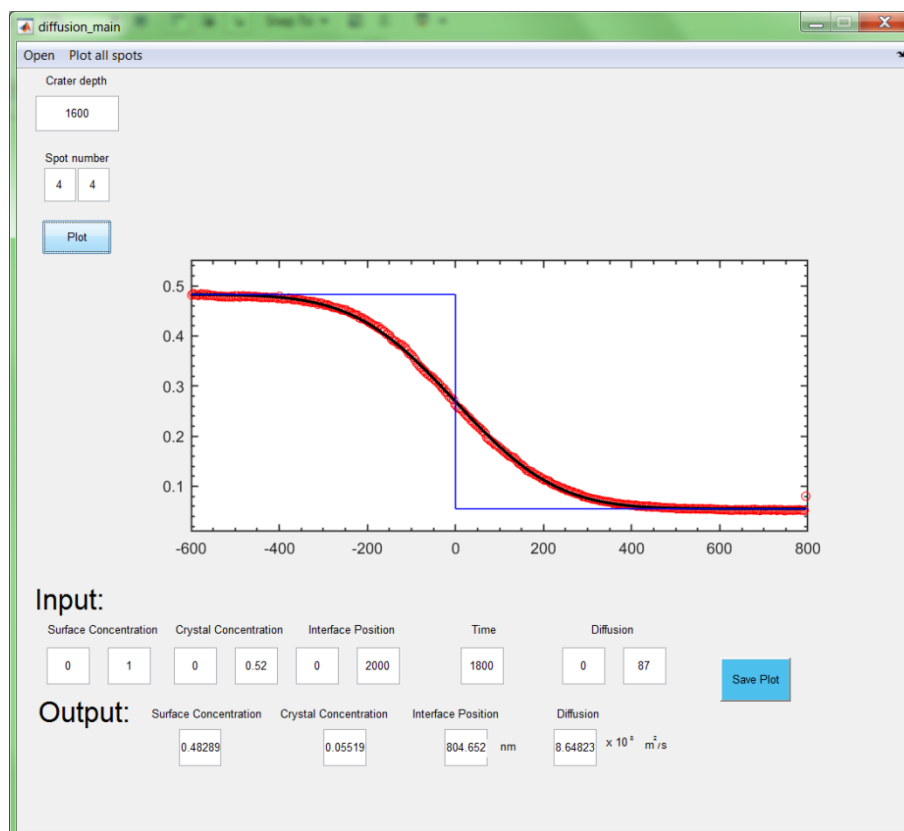 diffusion_main
Open Plot all spots
Crater depth
1600
Spot number
4 4
Plot
0.5
0.4
0.3
0.2
0.1
-600 -400 -200 0 200 400 600 800
Input:
Surface Concentration Crystal Concentration Interface Position Time Diffusion
0 1 0 0.52 0 2000 1800 0 87
Save Plot
Output:
Surface Concentration Crystal Concentration Interface Position Diffusion
0.48289 0.05519 804.652 nm 8.64823 x 10 m²/s